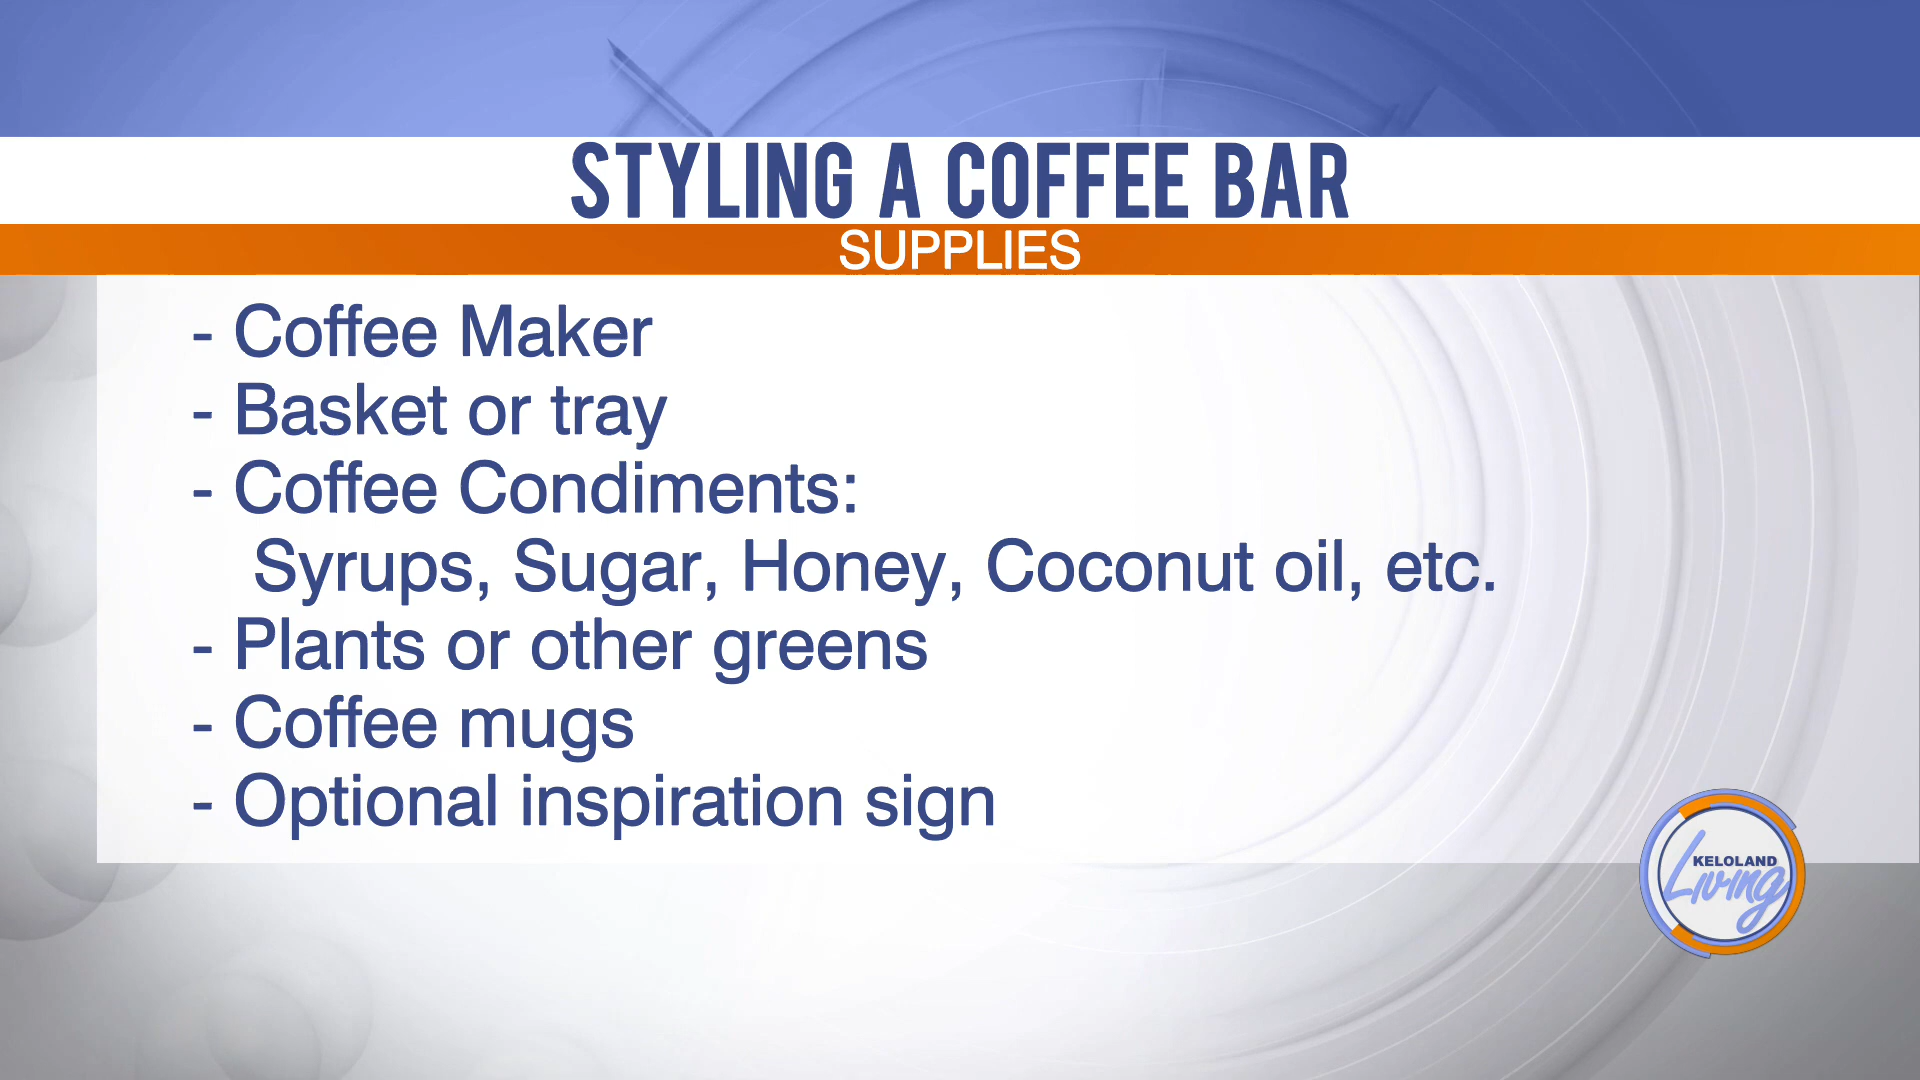 STYLING A COFFEE BAR
SUPPLIES
- Coffee Maker
- Basket or tray
- Coffee Condiments:
Syrups, Sugar, Honey, Coconut oil, etc.
- Plants or other greens
- Coffee mugs
- Optional inspiration sign
KELOLAND
Living